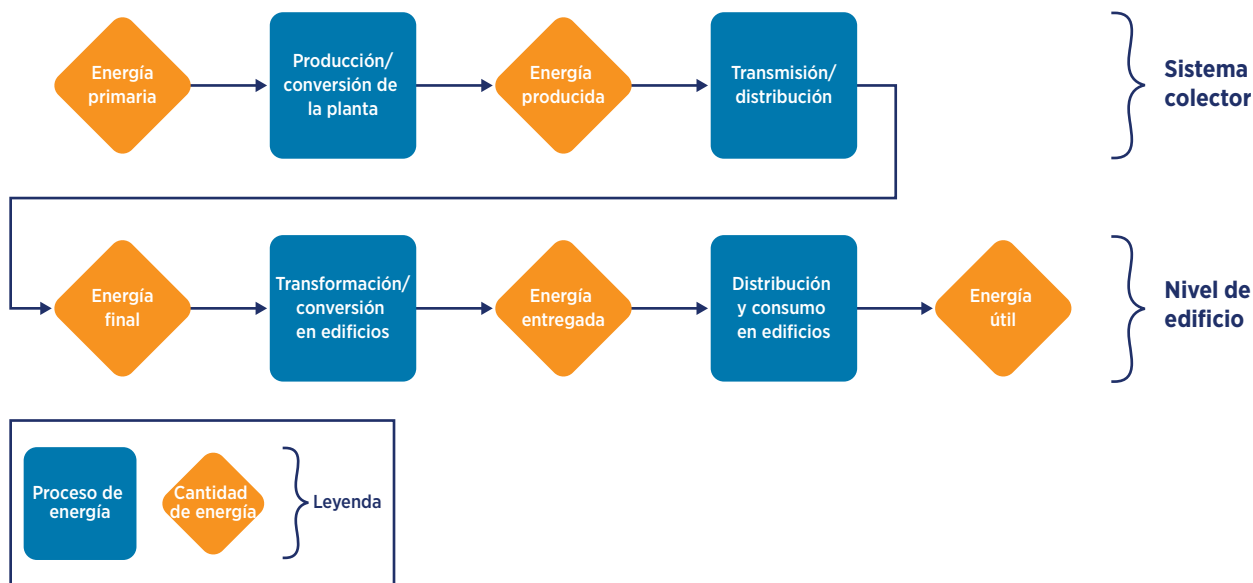 Energía
primaria
Producción/
conversión de
la planta
Energía
producida
Transmisión/
distribución
Sistema
colector
Energía
final
Transformación/
conversión
en edificios
Energía
entregada
Distribución
y consumo
en edificios
Energía
útil
Nivel de
edificio
Proceso de
energía
Cantidad
de energía
Leyenda